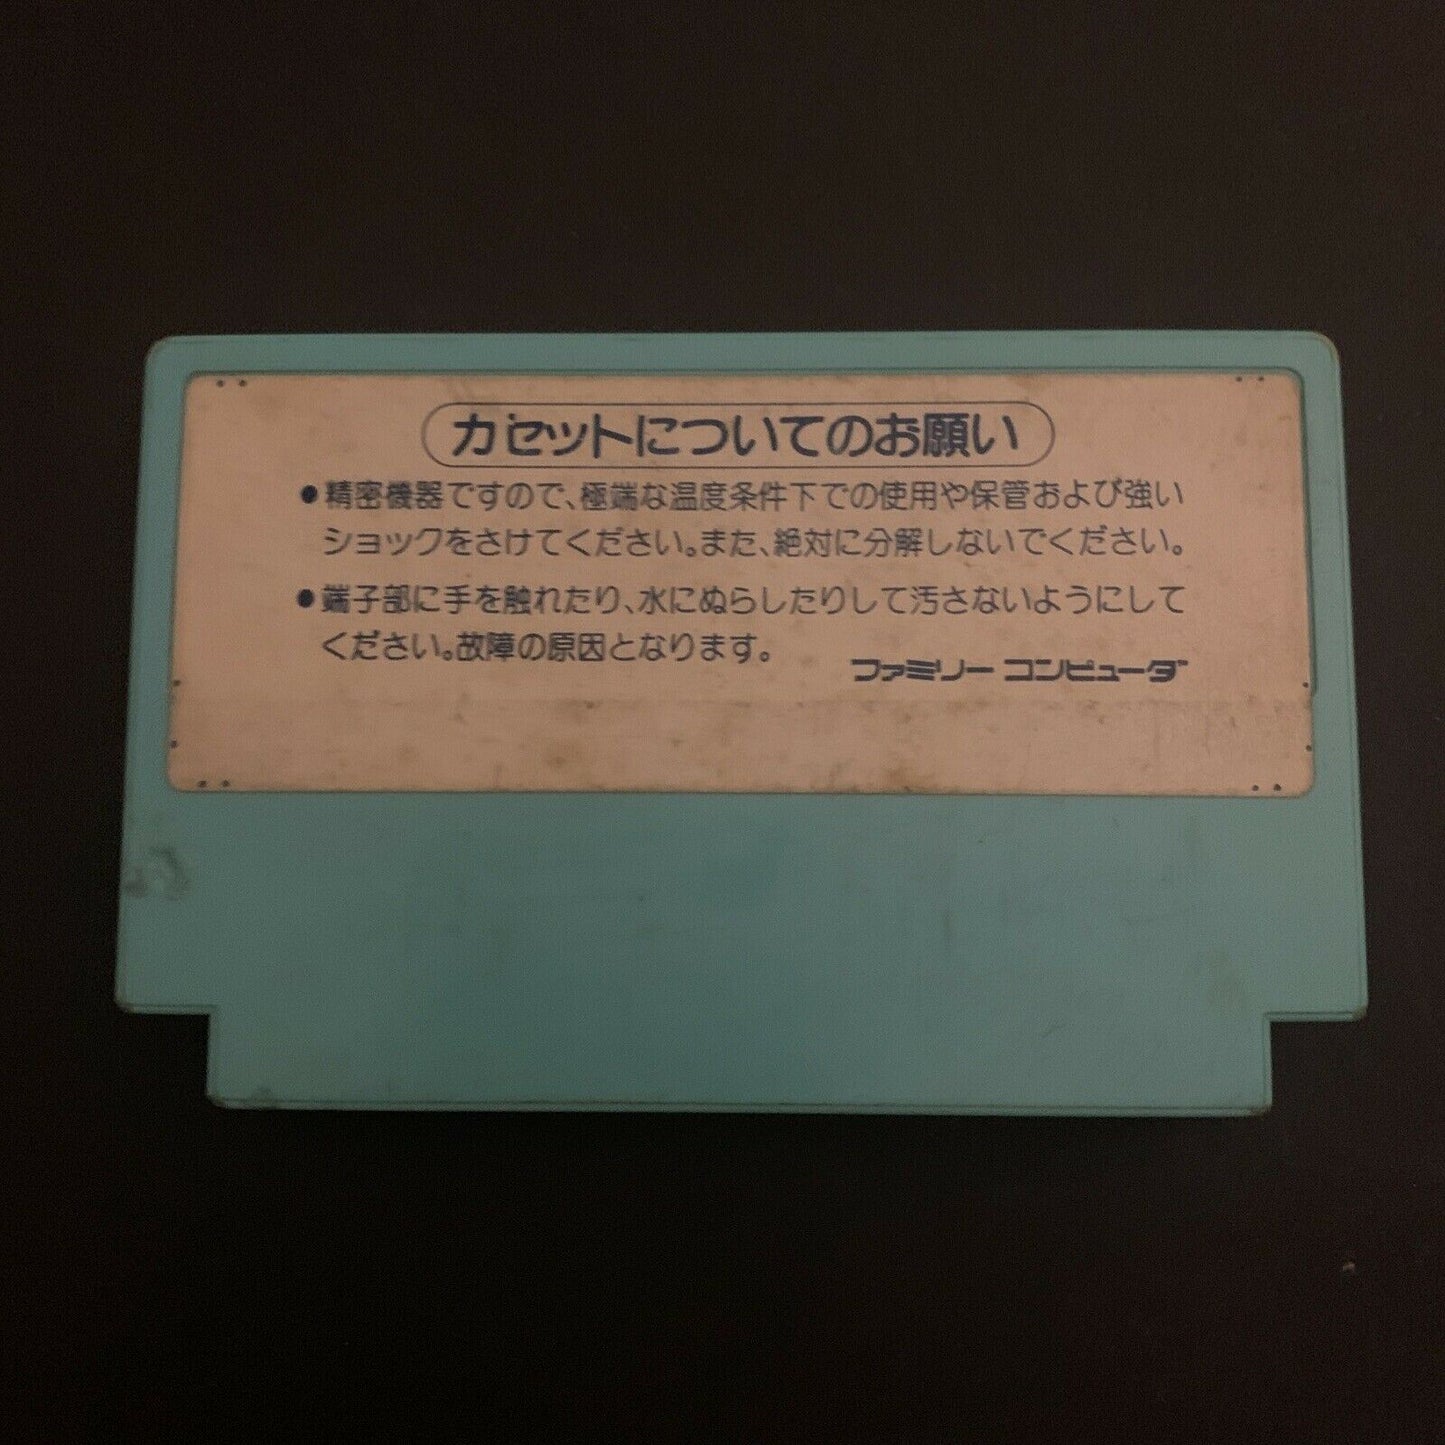 カセットについてのお願い
●精密機器ですので、極端な温度条件下での使用や保管および強い
ショックをさけてください。また、絶対に分解しないでください。
●端子部に手を触れたり、水にぬらしたりして汚さないようにして
ください。故障の原因となります。
ファミリー コンピュータ